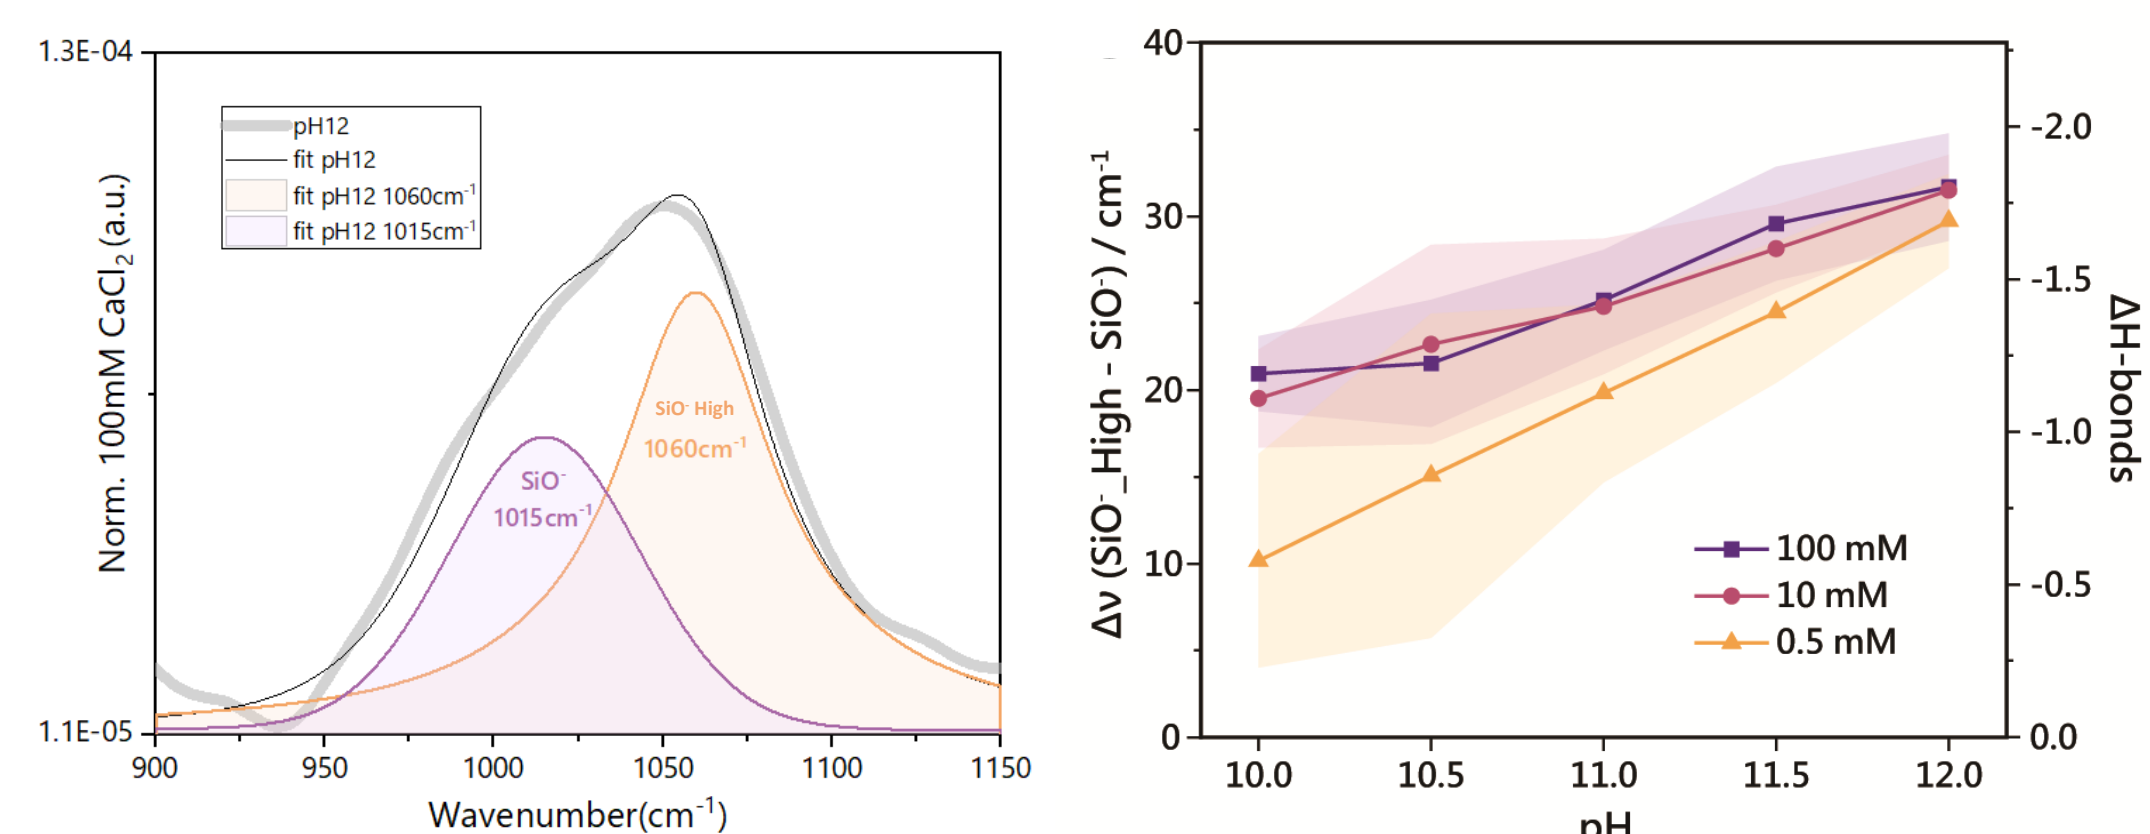 1.3E-04
1.1E-05
Norm. 100mM CaCl₂ (a.u.)
pH12
fit pH12
fit pH12 1060cm⁻¹
fit pH12 1015cm⁻¹
SiO⁻ High
1060cm⁻¹
SiO⁻
1015cm⁻¹
900 950 1000 1050 1100 1150
Wavenumber(cm⁻¹)
40
30
20
10
0
Δν (SiO⁻_High - SiO⁻) / cm⁻¹
-2.0
-1.5
-1.0
-0.5
0.0
ΔH-bonds
100 mM
10 mM
0.5 mM
10.0 10.5 11.0 11.5 12.0
pH